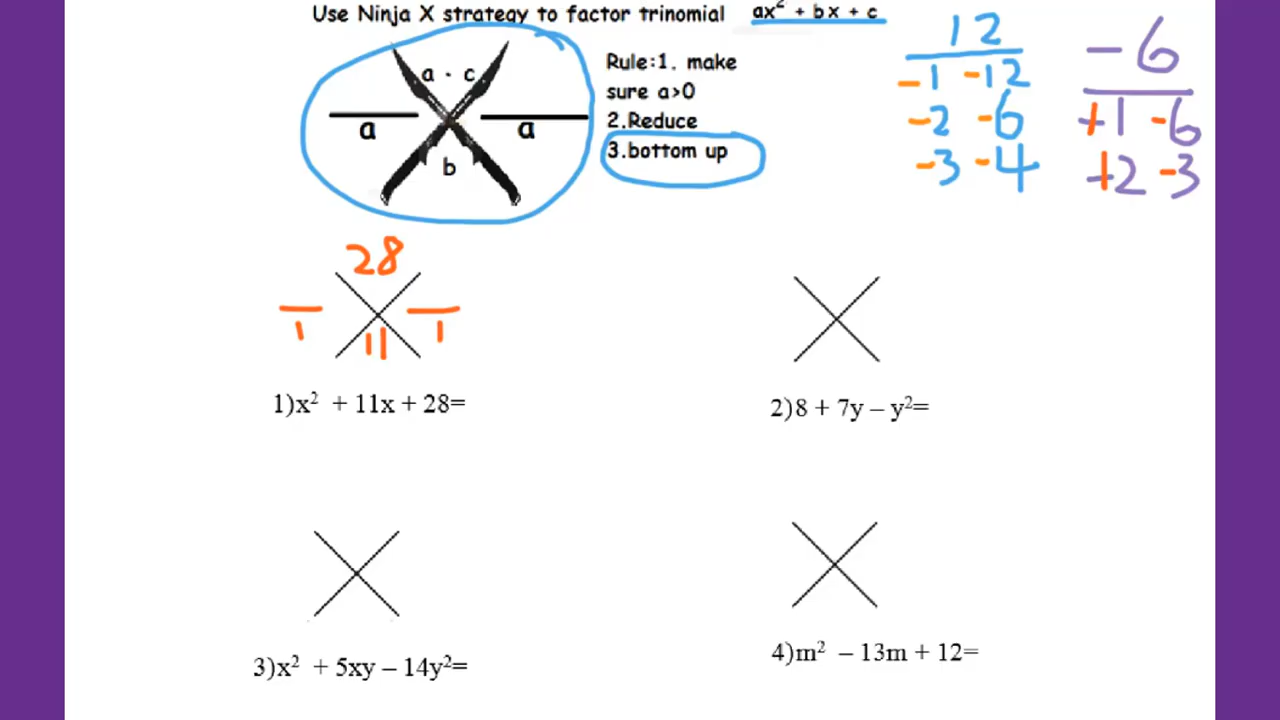 Use Ninja X strategy to factor trinomial ax² + bx + c
a · c
a a
b
Rule:1. make
sure a>0
2.Reduce
3.bottom up
12
-1 -12
-2 -6
-3 -4
-6
+1 -6
+2 -3
28
1 11 1
1)x² + 11x + 28=
2)8 + 7y – y²=
3)x² + 5xy – 14y²=
4)m² – 13m + 12=